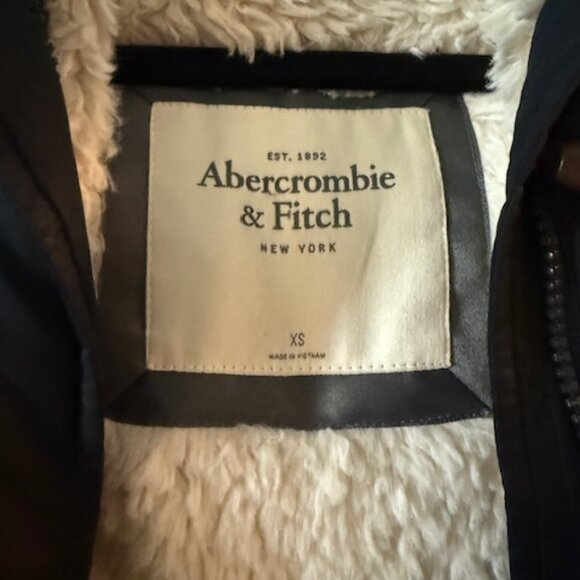 EST. 1892
Abercrombie
& Fitch
NEW YORK
XS
MADE IN VIETNAM